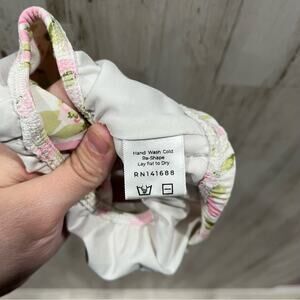 Hand Wash Cold
Re-Shape
Lay Flat to Dry
RN141688